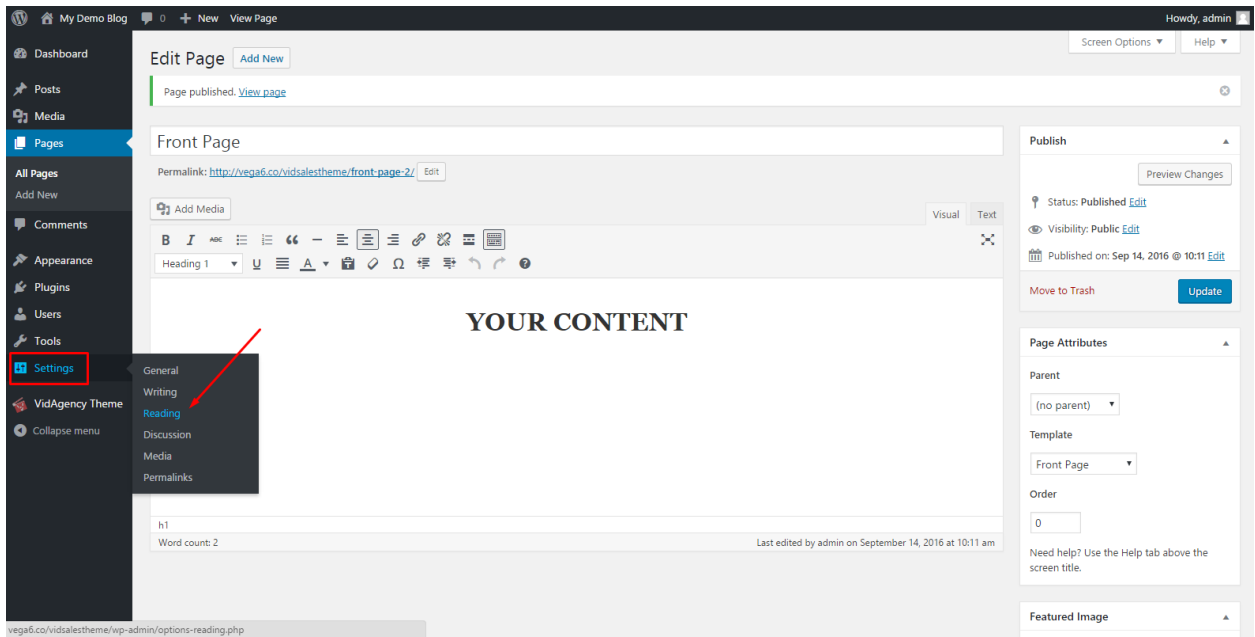 My Demo Blog 0 + New View Page
Howdy, admin
Dashboard
Posts
Media
Pages
All Pages
Add New
Comments
Appearance
Plugins
Users
Tools
Settings
VidAgency Theme
Collapse menu
General
Writing
Reading
Discussion
Media
Permalinks
Screen Options ▼ Help ▼
Edit Page Add New
Page published. View page
Front Page
Permalink: http://vega6.co/vidsalestheme/front-page-2/ Edit
Add Media
Visual Text
B I ABC
Heading 1 U A Ω
YOUR CONTENT
h1
Word count: 2
Last edited by admin on September 14, 2016 at 10:11 am
Publish
Preview Changes
Status: Published Edit
Visibility: Public Edit
Published on: Sep 14, 2016 @ 10:11 Edit
Move to Trash Update
Page Attributes
Parent
(no parent)
Template
Front Page
Order
0
Need help? Use the Help tab above the
screen title.
Featured Image
vega6.co/vidsalestheme/wp-admin/options-reading.php